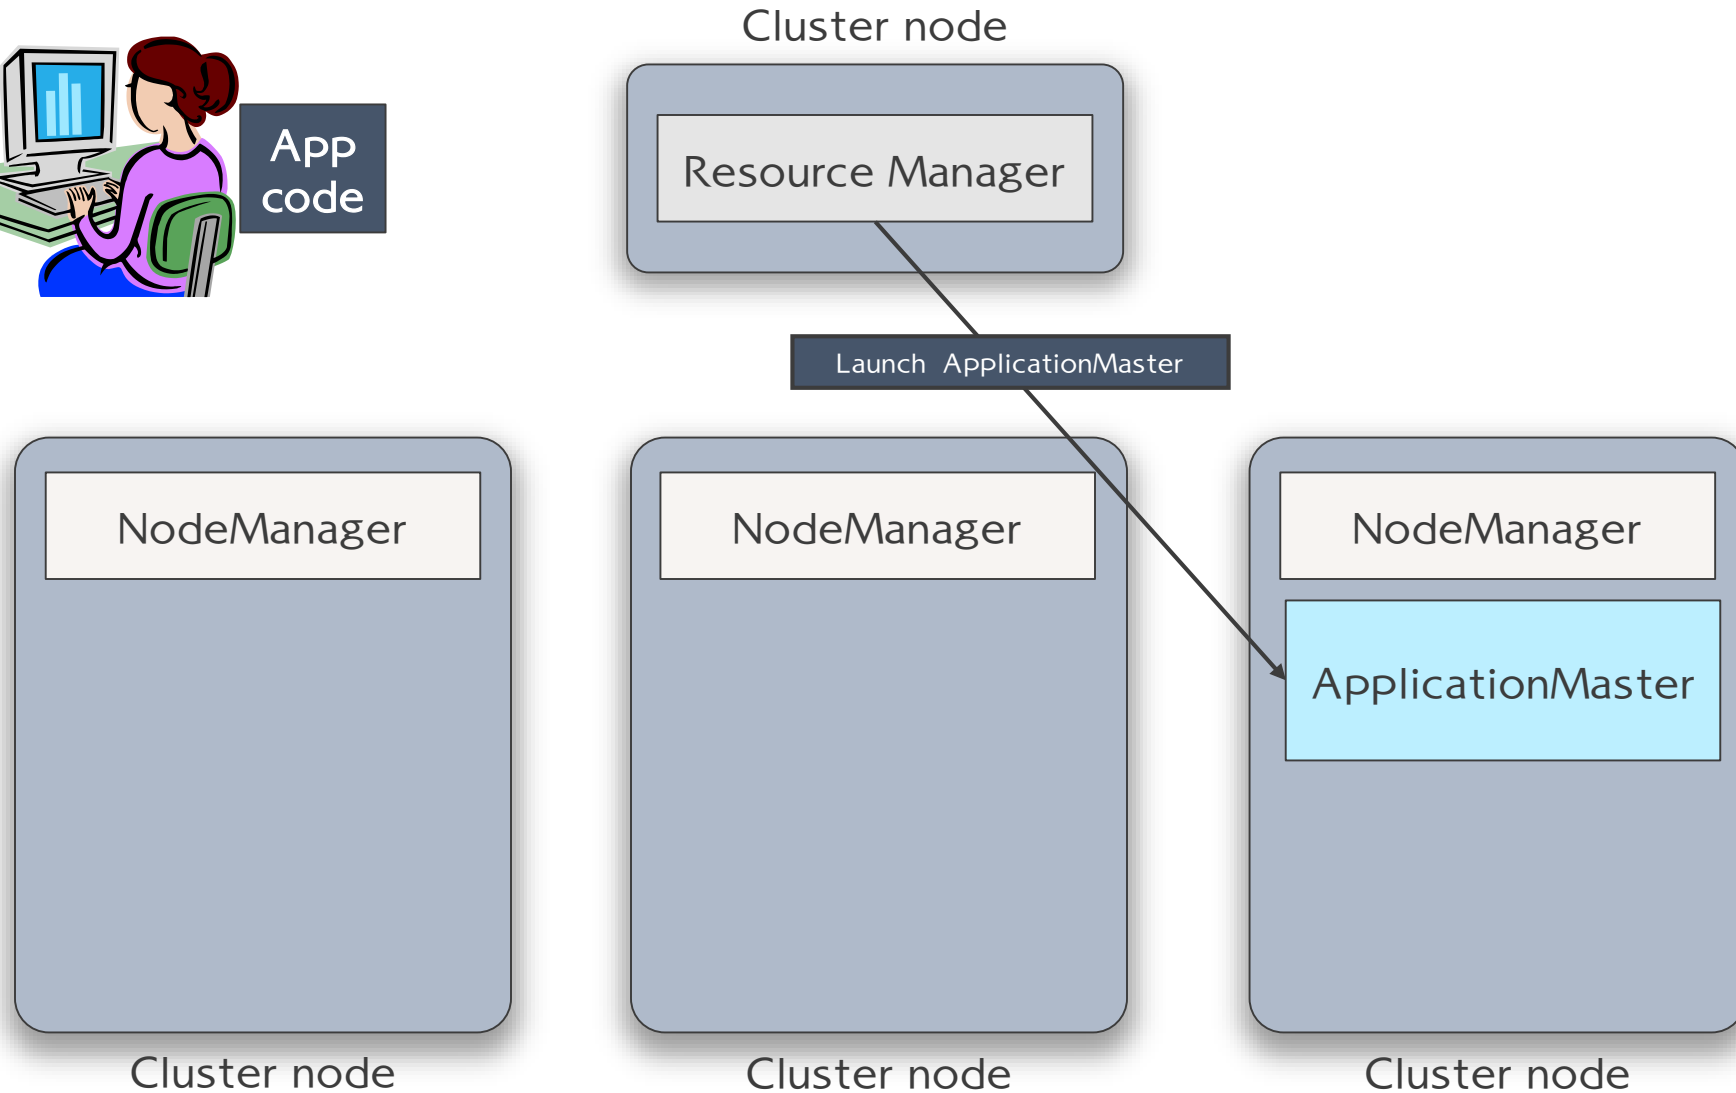 Cluster node
App
code
Resource Manager
Launch ApplicationMaster
NodeManager
NodeManager
NodeManager
ApplicationMaster
Cluster node
Cluster node
Cluster node